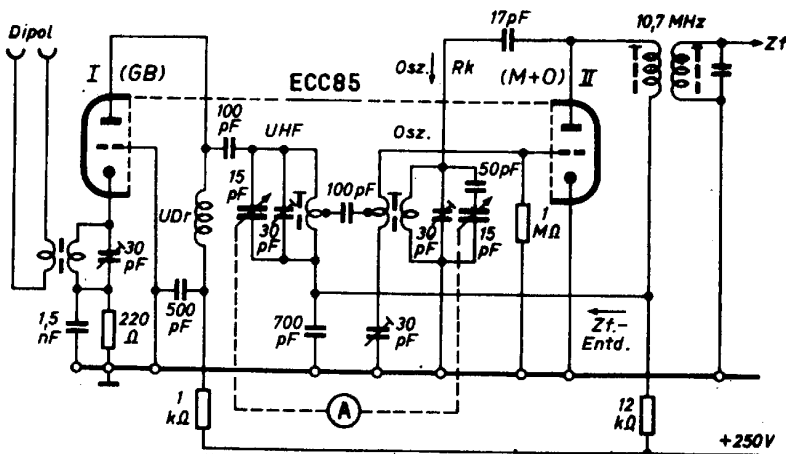 Dipol
I
(GB)
ECC85
17pF
Osz.
Rk
(M+O)
II
10,7 MHz
Zf
100
pF
UHF
Osz.
15
pF
100pF
50pF
UDr
30
pF
30
pF
15
pF
1
MΩ
30
pF
1,5
nF
220
Ω
500
pF
700
pF
30
pF
Zf.-
Entd.
1
kΩ
A
12
kΩ
+250V